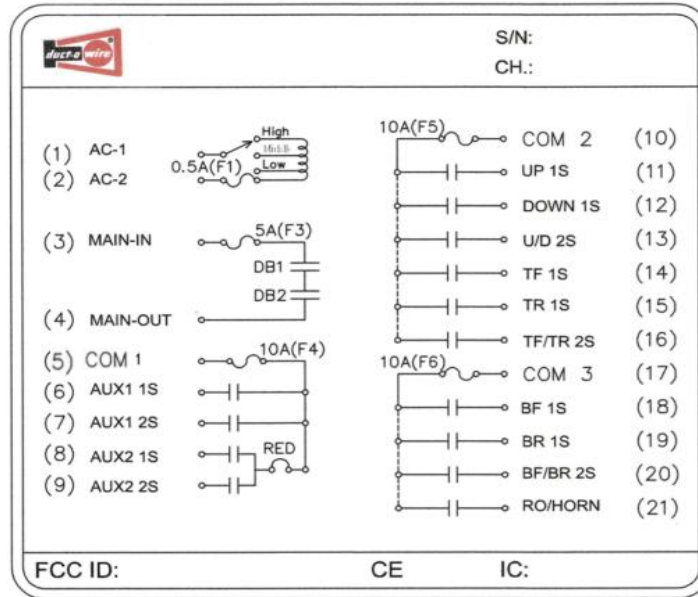 duct-o wire
S/N:
CH.:
(1) AC-1
(2) AC-2
0.5A(F1)
High
Low
(3) MAIN-IN
5A(F3)
DB1
DB2
(4) MAIN-OUT
(5) COM 1
10A(F4)
(6) AUX1 1S
(7) AUX1 2S
(8) AUX2 1S
RED
(9) AUX2 2S
10A(F5)
COM 2 (10)
UP 1S (11)
DOWN 1S (12)
U/D 2S (13)
TF 1S (14)
TR 1S (15)
TF/TR 2S (16)
10A(F6)
COM 3 (17)
BF 1S (18)
BR 1S (19)
BF/BR 2S (20)
RO/HORN (21)
FCC ID:
CE
IC: